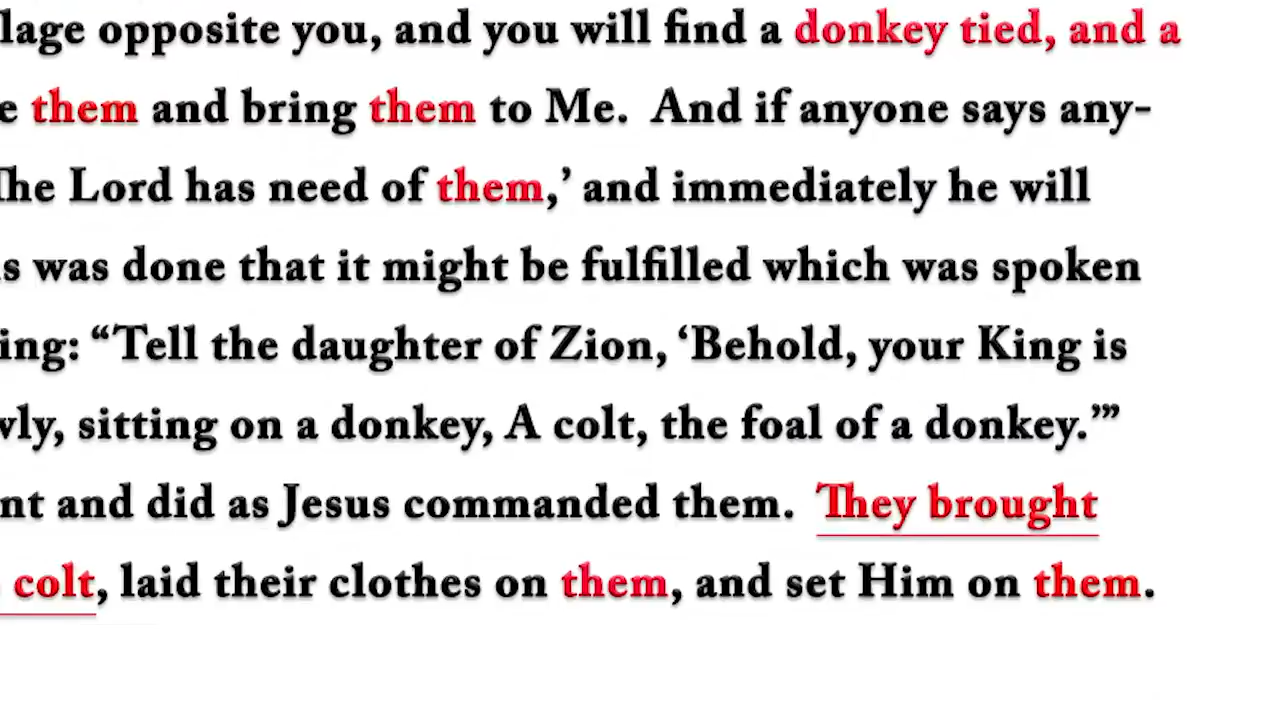 lage opposite you, and you will find a donkey tied, and a
e them and bring them to Me. And if anyone says any-
The Lord has need of them,’ and immediately he will
s was done that it might be fulfilled which was spoken
ing: “Tell the daughter of Zion, ‘Behold, your King is
wly, sitting on a donkey, A colt, the foal of a donkey.’”
nt and did as Jesus commanded them. They brought
colt, laid their clothes on them, and set Him on them.